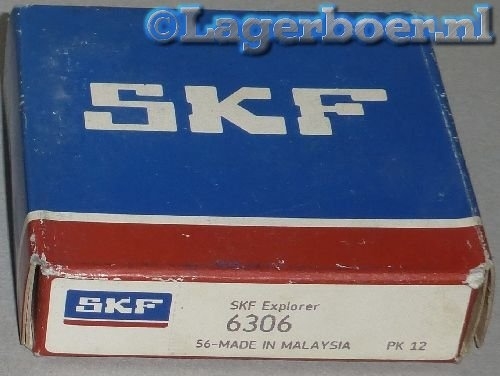 ©Lagerboer.nl
SKF
SKF
SKF Explorer
6306
56-MADE IN MALAYSIA PK 12